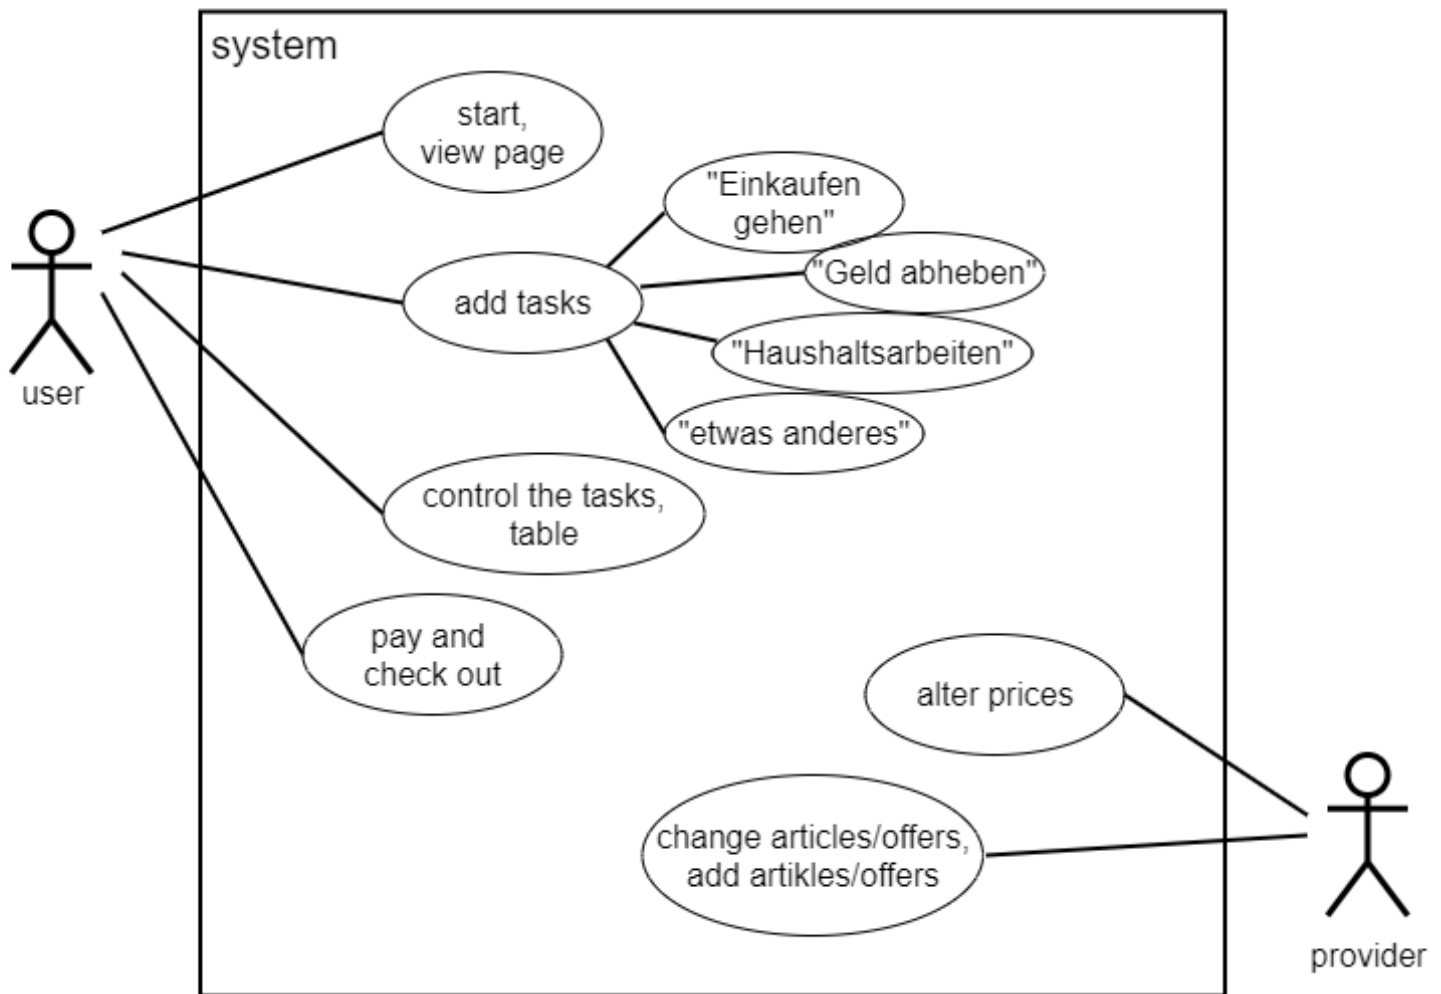 system
start,
view page
"Einkaufen
gehen"
"Geld abheben"
add tasks
"Haushaltsarbeiten"
user
"etwas anderes"
control the tasks,
table
pay and
check out
alter prices
change articles/offers,
add artikles/offers
provider